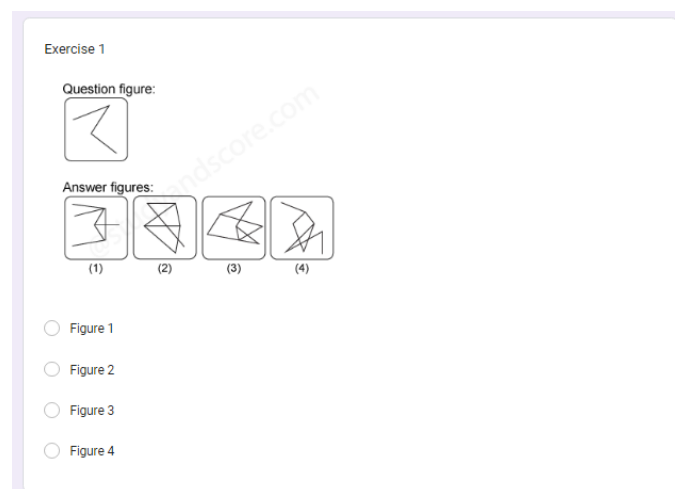 Exercise 1
Question figure:
Answer figures:
(1) (2) (3) (4)
Figure 1
Figure 2
Figure 3
Figure 4